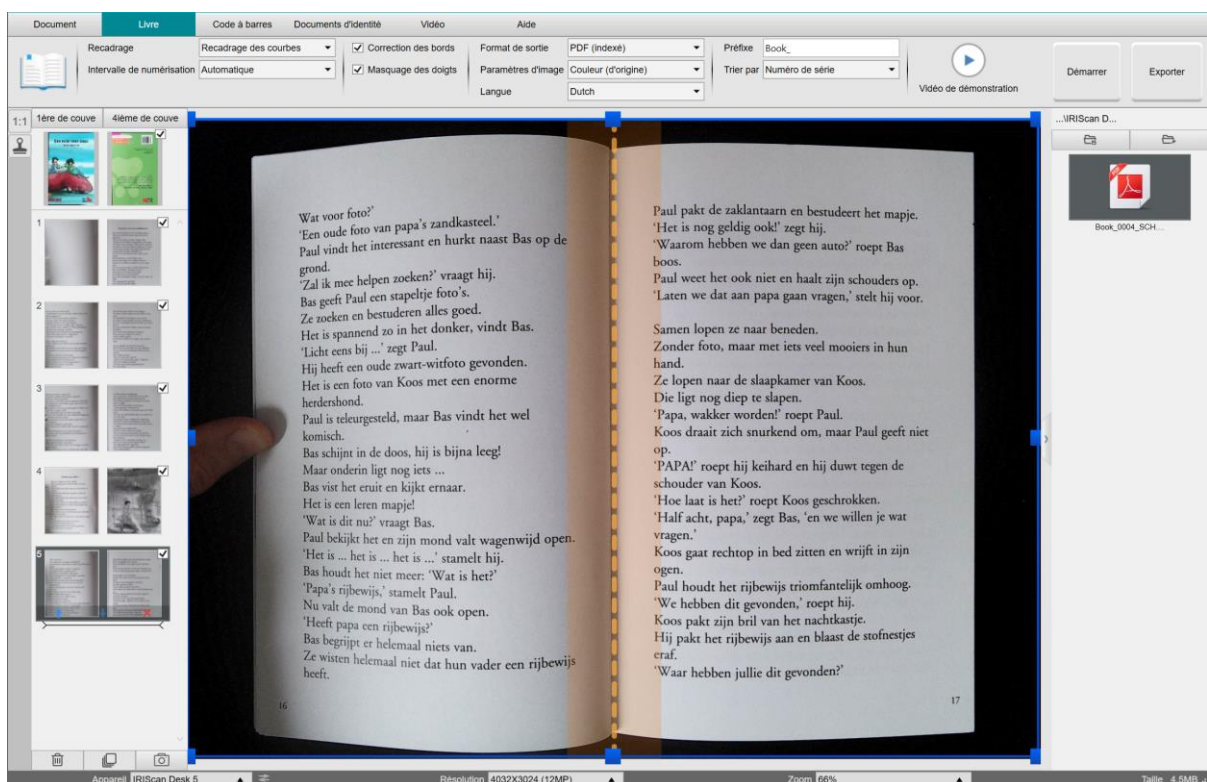 Document Livre Code à barres Documents d'identité Vidéo Aide
Recadrage Recadrage des courbes Correction des bords Format de sortie PDF (indexé) Préfixe Book_
Intervalle de numérisation Automatique Masquage des doigts Paramètres d'image Couleur (d'origine) Trier par Numéro de série
Langue Dutch
Vidéo de démonstration
Démarrer
Exporter
1:1
1ère de couve 4ième de couve
1
2
3
4
5
Wat voor foto?'
'Een oude foto van papa's zandkasteel.'
Paul vindt het interessant en hurkt naast Bas op de
grond.
'Zal ik mee helpen zoeken?' vraagt hij.
Bas geeft Paul een stapeltje foto's.
Ze zoeken en bestuderen alles goed.
Het is spannend zo in het donker, vindt Bas.
'Licht eens bij ...' zegt Paul.
Hij heeft een oude zwart-witfoto gevonden.
Het is een foto van Koos met een enorme
herdershond.
Paul is teleurgesteld, maar Bas vindt het wel
komisch.
Bas schijnt in de doos, hij is bijna leeg!
Maar onderin ligt nog iets ...
Bas vist het eruit en kijkt ernaar.
Het is een leren mapje!
'Wat is dit nu?' vraagt Bas.
Paul bekijkt het en zijn mond valt wagenwijd open.
'Het is ... het is ... het is ...' stamelt hij.
Bas houdt het niet meer: 'Wat is het?'
'Papa's rijbewijs,' stamelt Paul.
Nu valt de mond van Bas ook open.
'Heeft papa een rijbewijs?'
Bas begrijpt er helemaal niets van.
Ze wisten helemaal niet dat hun vader een rijbewijs
heeft.
16
Paul pakt de zaklantaarn en bestudeert het mapje.
'Het is nog geldig ook!' zegt hij.
'Waarom hebben we dan geen auto?' roept Bas
boos.
Paul weet het ook niet en haalt zijn schouders op.
'Laten we dat aan papa gaan vragen,' stelt hij voor.
Samen lopen ze naar beneden.
Zonder foto, maar met iets veel mooiers in hun
hand.
Ze lopen naar de slaapkamer van Koos.
Die ligt nog diep te slapen.
'Papa, wakker worden!' roept Paul.
Koos draait zich snurkend om, maar Paul geeft niet
op.
'PAPA!' roept hij keihard en hij duwt tegen de
schouder van Koos.
'Hoe laat is het?' roept Koos geschrokken.
'Half acht, papa,' zegt Bas, 'en we willen je wat
vragen.'
Koos gaat rechtop in bed zitten en wrijft in zijn
ogen.
Paul houdt het rijbewijs triomfantelijk omhoog.
'We hebben dit gevonden,' roept hij.
Koos pakt zijn bril van het nachtkastje.
Hij pakt het rijbewijs aan en blaast de stofnestjes
eraf.
'Waar hebben jullie dit gevonden?'
17
...\IRIScan D...
Book_0004_SCH...
Appareil IRIScan Desk 5 Résolution 4032X3024 (12MP) Zoom 66% Taille 4.5MB